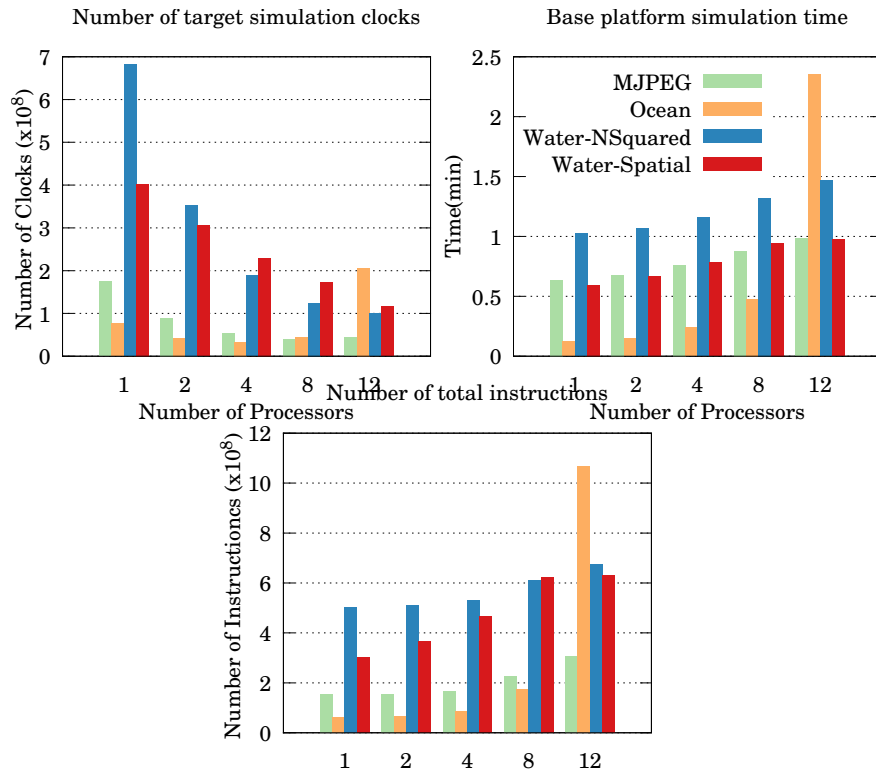 Number of target simulation clocks
Number of Clocks (x10^8)
7
6
5
4
3
2
1
0
1 2 4 8 12
Number of Processors
Base platform simulation time
Time(min)
2.5
2
1.5
1
0.5
0
MJPEG
Ocean
Water-NSquared
Water-Spatial
1 2 4 8 12
Number of Processors
Number of total instructions
Number of Instructioncs (x10^8)
12
10
8
6
4
2
0
1 2 4 8 12